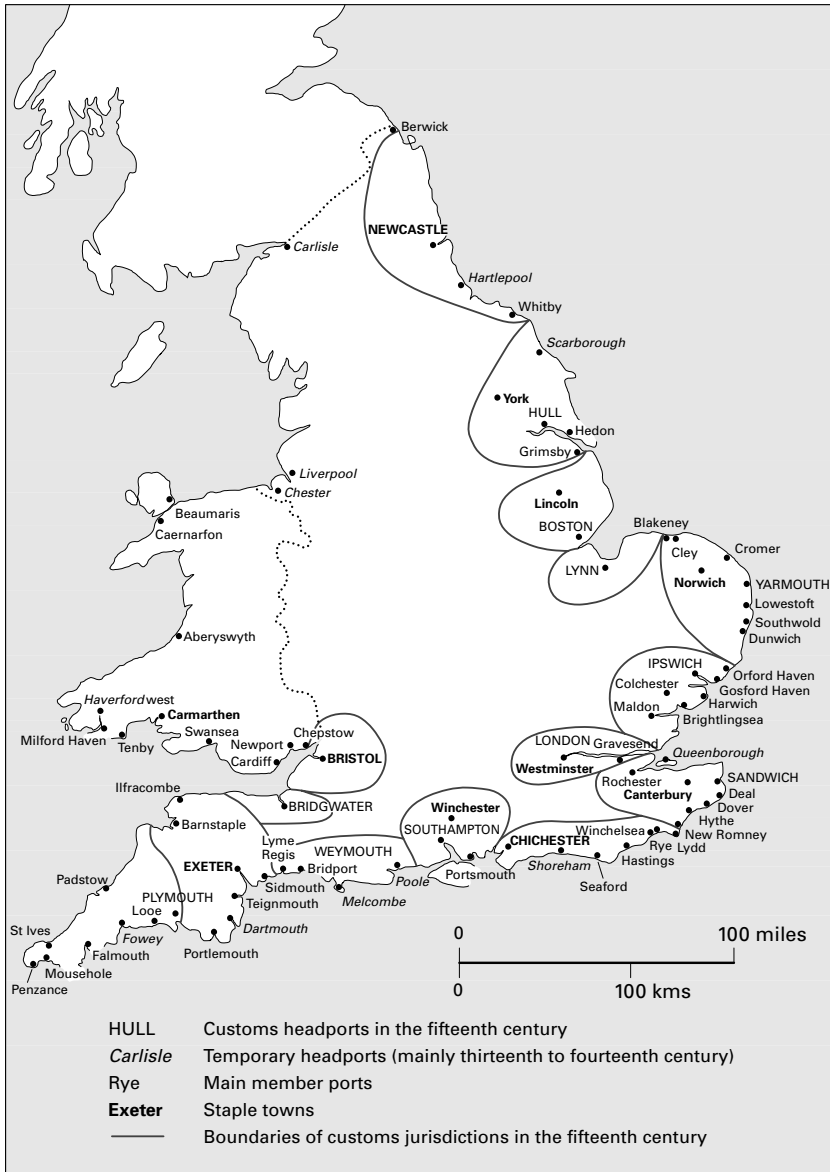 Berwick
NEWCASTLE
Carlisle
Hartlepool
Whitby
Scarborough
York
HULL
Hedon
Grimsby
Liverpool
Chester
Lincoln
Beaumaris
BOSTON
Blakeney
Caernarfon
Cley
Cromer
LYNN
Norwich
YARMOUTH
Lowestoft
Southwold
Aberyswyth
Dunwich
IPSWICH
Orford Haven
Colchester
Gosford Haven
Haverfordwest
Harwich
Carmarthen
Maldon
Brightlingsea
Milford Haven
Tenby
Swansea
Newport
Chepstow
LONDON
Gravesend
Cardiff
BRISTOL
Queenborough
Westminster
Rochester
SANDWICH
Ilfracombe
Canterbury
Deal
BRIDGWATER
Winchester
Dover
Barnstaple
SOUTHAMPTON
Hythe
Winchelsea
New Romney
Lyme
Regis
WEYMOUTH
CHICHESTER
Rye
Lydd
EXETER
Bridport
Poole
Portsmouth
Shoreham
Hastings
Padstow
Sidmouth
Seaford
PLYMOUTH
Teignmouth
Melcombe
Looe
Dartmouth
St Ives
Fowey
Falmouth
Portlemouth
Mousehole
Penzance
0 100 miles
0 100 kms
HULL Customs headports in the fifteenth century
Carlisle Temporary headports (mainly thirteenth to fourteenth century)
Rye Main member ports
Exeter Staple towns
Boundaries of customs jurisdictions in the fifteenth century